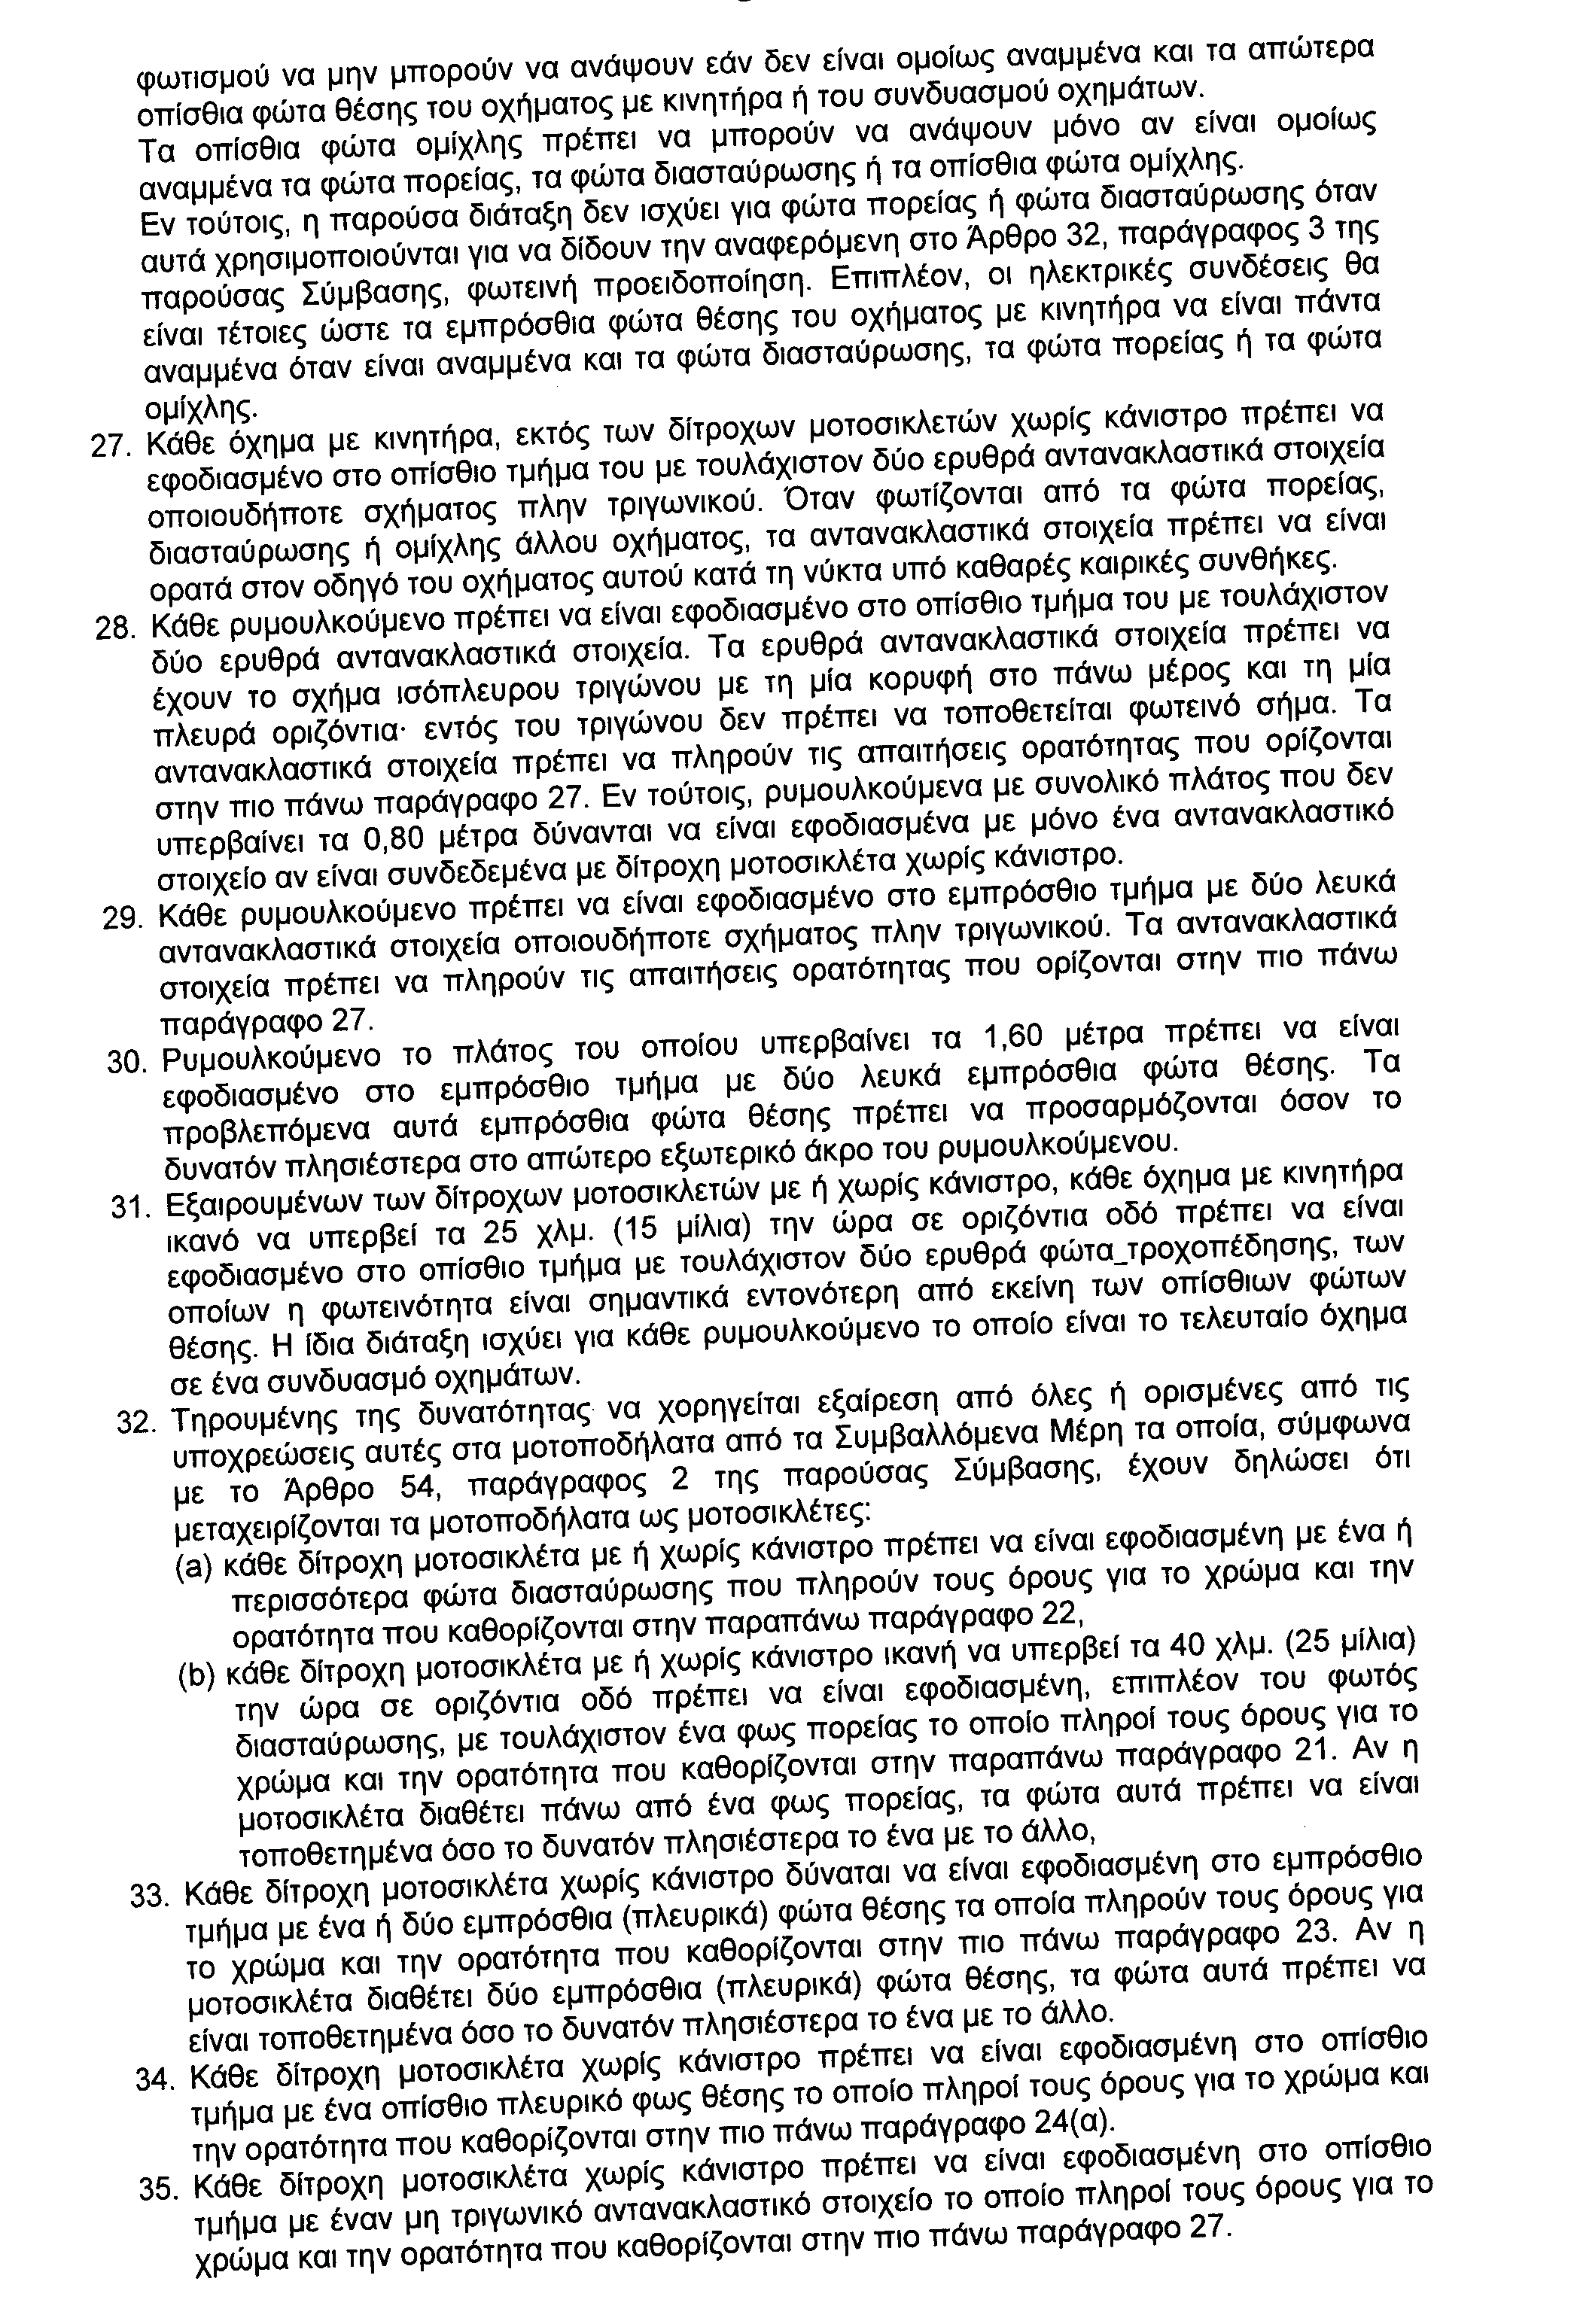 φωτισμού να μην μπορούν να ανάψουν εάν δεν είναι ομοίως αναμμένα και τα απώτερα
οπίσθια φώτα θέσης του οχήματος με κινητήρα ή του συνδυασμού οχημάτων.
Τα οπίσθια φώτα ομίχλης πρέπει να μπορούν να ανάψουν μόνο αν είναι ομοίως
αναμμένα τα φώτα πορείας, τα φώτα διασταύρωσης ή τα οπίσθια φώτα ομίχλης.
Εν τούτοις, η παρούσα διάταξη δεν ισχύει για φώτα πορείας ή φώτα διασταύρωσης όταν
αυτά χρησιμοποιούνται για να δίδουν την αναφερόμενη στο Άρθρο 32, παράγραφος 3 της
παρούσας Σύμβασης, φωτεινή προειδοποίηση. Επιπλέον, οι ηλεκτρικές συνδέσεις θα
είναι τέτοιες ώστε τα εμπρόσθια φώτα θέσης του οχήματος με κινητήρα να είναι πάντα
αναμμένα όταν είναι αναμμένα και τα φώτα διασταύρωσης, τα φώτα πορείας ή τα φώτα
ομίχλης.
27. Κάθε όχημα με κινητήρα, εκτός των δίτροχων μοτοσικλετών χωρίς κάνιστρο πρέπει να
εφοδιασμένο στο οπίσθιο τμήμα του με τουλάχιστον δύο ερυθρά αντανακλαστικά στοιχεία
οποιουδήποτε σχήματος πλην τριγωνικού. Όταν φωτίζονται από τα φώτα πορείας,
διασταύρωσης ή ομίχλης άλλου οχήματος, τα αντανακλαστικά στοιχεία πρέπει να είναι
ορατά στον οδηγό του οχήματος αυτού κατά τη νύκτα υπό καθαρές καιρικές συνθήκες.
28. Κάθε ρυμουλκούμενο πρέπει να είναι εφοδιασμένο στο οπίσθιο τμήμα του με τουλάχιστον
δύο ερυθρά αντανακλαστικά στοιχεία. Τα ερυθρά αντανακλαστικά στοιχεία πρέπει να
έχουν το σχήμα ισόπλευρου τριγώνου με τη μία κορυφή στο πάνω μέρος και τη μία
πλευρά οριζόντια· εντός του τριγώνου δεν πρέπει να τοποθετείται φωτεινό σήμα. Τα
αντανακλαστικά στοιχεία πρέπει να πληρούν τις απαιτήσεις ορατότητας που ορίζονται
στην πιο πάνω παράγραφο 27. Εν τούτοις, ρυμουλκούμενα με συνολικό πλάτος που δεν
υπερβαίνει τα 0,80 μέτρα δύνανται να είναι εφοδιασμένα με μόνο ένα αντανακλαστικό
στοιχείο αν είναι συνδεδεμένα με δίτροχη μοτοσικλέτα χωρίς κάνιστρο.
29. Κάθε ρυμουλκούμενο πρέπει να είναι εφοδιασμένο στο εμπρόσθιο τμήμα με δύο λευκά
αντανακλαστικά στοιχεία οποιουδήποτε σχήματος πλην τριγωνικού. Τα αντανακλαστικά
στοιχεία πρέπει να πληρούν τις απαιτήσεις ορατότητας που ορίζονται στην πιο πάνω
παράγραφο 27.
30. Ρυμουλκούμενο το πλάτος του οποίου υπερβαίνει τα 1,60 μέτρα πρέπει να είναι
εφοδιασμένο στο εμπρόσθιο τμήμα με δύο λευκά εμπρόσθια φώτα θέσης. Τα
προβλεπόμενα αυτά εμπρόσθια φώτα θέσης πρέπει να προσαρμόζονται όσον το
δυνατόν πλησιέστερα στο απώτερο εξωτερικό άκρο του ρυμουλκούμενου.
31. Εξαιρουμένων των δίτροχων μοτοσικλετών με ή χωρίς κάνιστρο, κάθε όχημα με κινητήρα
ικανό να υπερβεί τα 25 χλμ. (15 μίλια) την ώρα σε οριζόντια οδό πρέπει να είναι
εφοδιασμένο στο οπίσθιο τμήμα με τουλάχιστον δύο ερυθρά φώτα_τροχοπέδησης, των
οποίων η φωτεινότητα είναι σημαντικά εντονότερη από εκείνη των οπίσθιων φώτων
θέσης. Η ίδια διάταξη ισχύει για κάθε ρυμουλκούμενο το οποίο είναι το τελευταίο όχημα
σε ένα συνδυασμό οχημάτων.
32. Τηρουμένης της δυνατότητας να χορηγείται εξαίρεση από όλες ή ορισμένες από τις
υποχρεώσεις αυτές στα μοτοποδήλατα από τα Συμβαλλόμενα Μέρη τα οποία, σύμφωνα
με το Άρθρο 54, παράγραφος 2 της παρούσας Σύμβασης, έχουν δηλώσει ότι
μεταχειρίζονται τα μοτοποδήλατα ως μοτοσικλέτες:
(a) κάθε δίτροχη μοτοσικλέτα με ή χωρίς κάνιστρο πρέπει να είναι εφοδιασμένη με ένα ή
περισσότερα φώτα διασταύρωσης που πληρούν τους όρους για το χρώμα και την
ορατότητα που καθορίζονται στην παραπάνω παράγραφο 22,
(b) κάθε δίτροχη μοτοσικλέτα με ή χωρίς κάνιστρο ικανή να υπερβεί τα 40 χλμ. (25 μίλια)
την ώρα σε οριζόντια οδό πρέπει να είναι εφοδιασμένη, επιπλέον του φωτός
διασταύρωσης, με τουλάχιστον ένα φως πορείας το οποίο πληροί τους όρους για το
χρώμα και την ορατότητα που καθορίζονται στην παραπάνω παράγραφο 21. Αν η
μοτοσικλέτα διαθέτει πάνω από ένα φως πορείας, τα φώτα αυτά πρέπει να είναι
τοποθετημένα όσο το δυνατόν πλησιέστερα το ένα με το άλλο,
33. Κάθε δίτροχη μοτοσικλέτα χωρίς κάνιστρο δύναται να είναι εφοδιασμένη στο εμπρόσθιο
τμήμα με ένα ή δύο εμπρόσθια (πλευρικά) φώτα θέσης τα οποία πληρούν τους όρους για
το χρώμα και την ορατότητα που καθορίζονται στην πιο πάνω παράγραφο 23. Αν η
μοτοσικλέτα διαθέτει δύο εμπρόσθια (πλευρικά) φώτα θέσης, τα φώτα αυτά πρέπει να
είναι τοποθετημένα όσο το δυνατόν πλησιέστερα το ένα με το άλλο.
34. Κάθε δίτροχη μοτοσικλέτα χωρίς κάνιστρο πρέπει να είναι εφοδιασμένη στο οπίσθιο
τμήμα με ένα οπίσθιο πλευρικό φως θέσης το οποίο πληροί τους όρους για το χρώμα και
την ορατότητα που καθορίζονται στην πιο πάνω παράγραφο 24(α).
35. Κάθε δίτροχη μοτοσικλέτα χωρίς κάνιστρο πρέπει να είναι εφοδιασμένη στο οπίσθιο
τμήμα με έναν μη τριγωνικό αντανακλαστικό στοιχείο το οποίο πληροί τους όρους για το
χρώμα και την ορατότητα που καθορίζονται στην πιο πάνω παράγραφο 27.